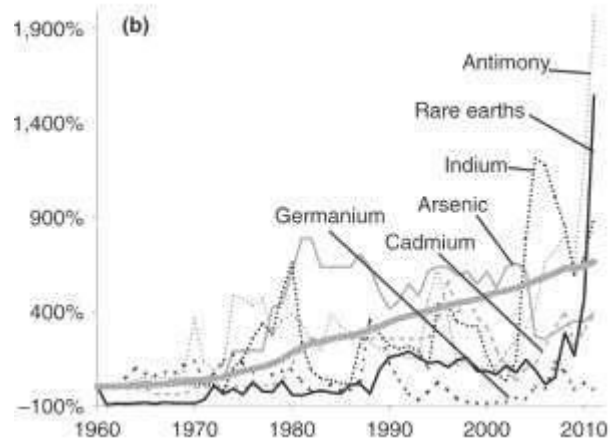 1,900%
(b)
Antimony
1,400%
Rare earths
Indium
900%
Germanium
Arsenic
Cadmium
400%
–100%
1960 1970 1980 1990 2000 2010